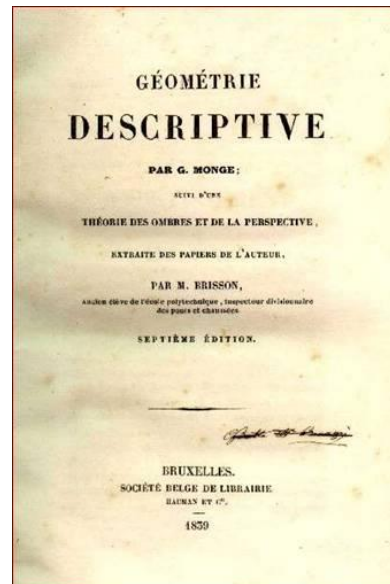 GÉOMÉTRIE
DESCRIPTIVE
PAR G. MONGE;
SUIVI D'UNE
THÉORIE DES OMBRES ET DE LA PERSPECTIVE,
EXTRAITE DES PAPIERS DE L'AUTEUR,
PAR M. BRISSON,
ancien élève de l'école polytechnique, inspecteur divisionnaire
des ponts et chaussées
SEPTIÈME ÉDITION.
BRUXELLES.
SOCIÉTÉ BELGE DE LIBRAIRIE
HAUMAN ET Cᵉ.
1839